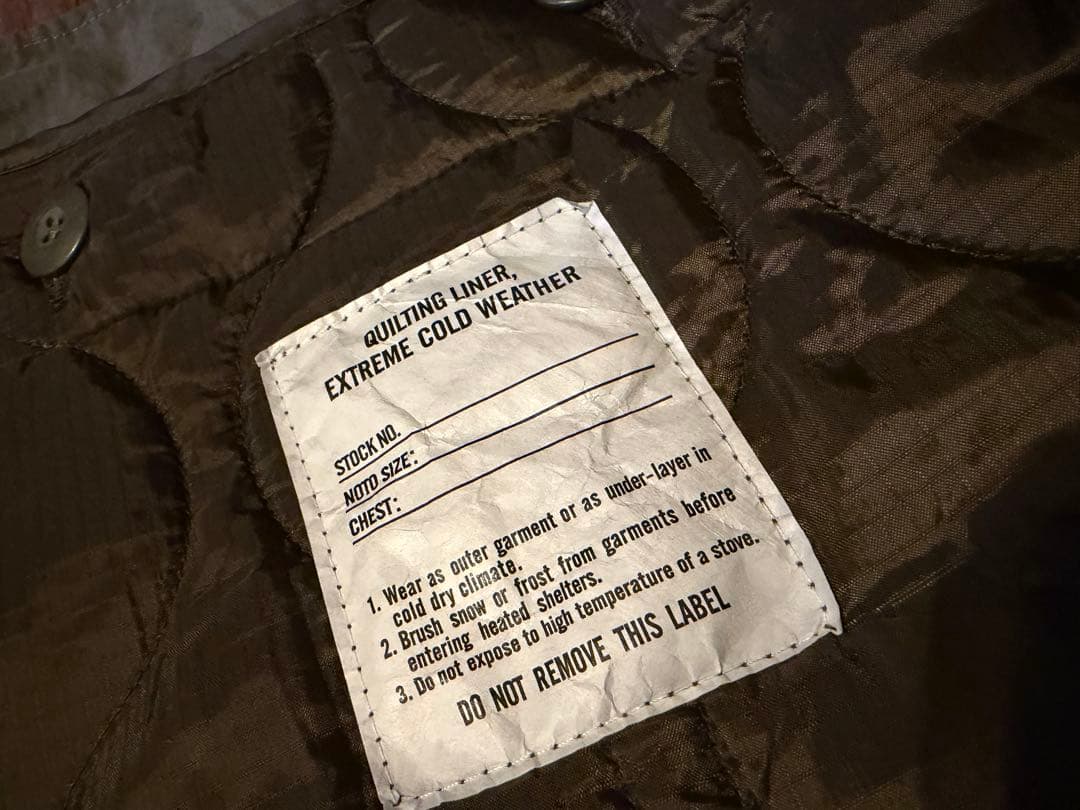 QUILTING LINER,
EXTREME COLD WEATHER
STOCK NO.
NOTO SIZE:
CHEST:
1. Wear as outer garment or as under-layer in
cold dry climate.
2. Brush snow or frost from garments before
entering heated shelters.
3. Do not expose to high temperature of a stove.
DO NOT REMOVE THIS LABEL